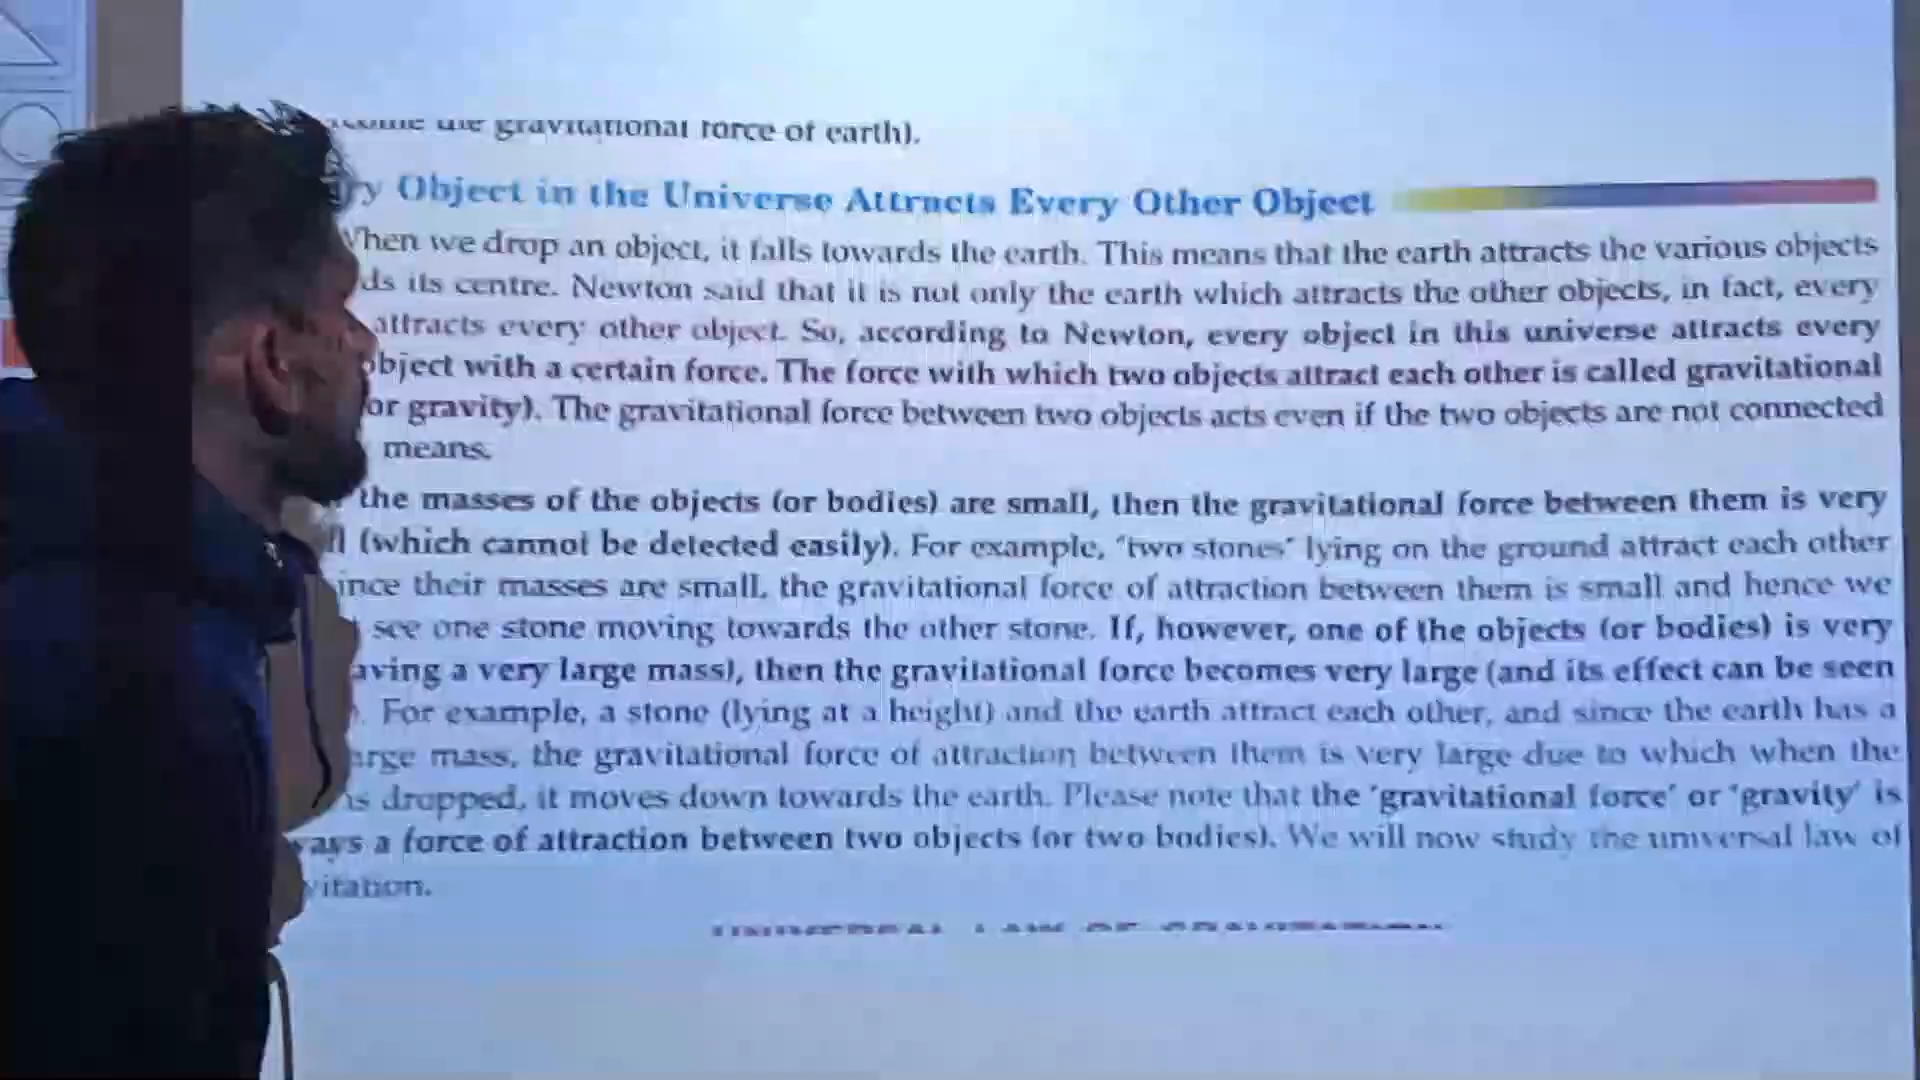 the gravitational force of earth).
Object in the Universe Attracts Every Other Object
When we drop an object, it falls towards the earth. This means that the earth attracts the various objects
its centre. Newton said that it is not only the earth which attracts the other objects, in fact, every
attracts every other object. So, according to Newton, every object in this universe attracts every
object with a certain force. The force with which two objects attract each other is called gravitational
or gravity). The gravitational force between two objects acts even if the two objects are not connected
means.
the masses of the objects (or bodies) are small, then the gravitational force between them is very
(which cannot be detected easily). For example, 'two stones' lying on the ground attract each other
since their masses are small, the gravitational force of attraction between them is small and hence we
see one stone moving towards the other stone. If, however, one of the objects (or bodies) is very
having a very large mass), then the gravitational force becomes very large (and its effect can be seen
For example, a stone (lying at a height) and the earth attract each other, and since the earth has a
large mass, the gravitational force of attraction between them is very large due to which when the
is dropped, it moves down towards the earth. Please note that the 'gravitational force' or 'gravity' is
a force of attraction between two objects (or two bodies). We will now study the universal law of
UNIVERSAL LAW OF GRAVITATION